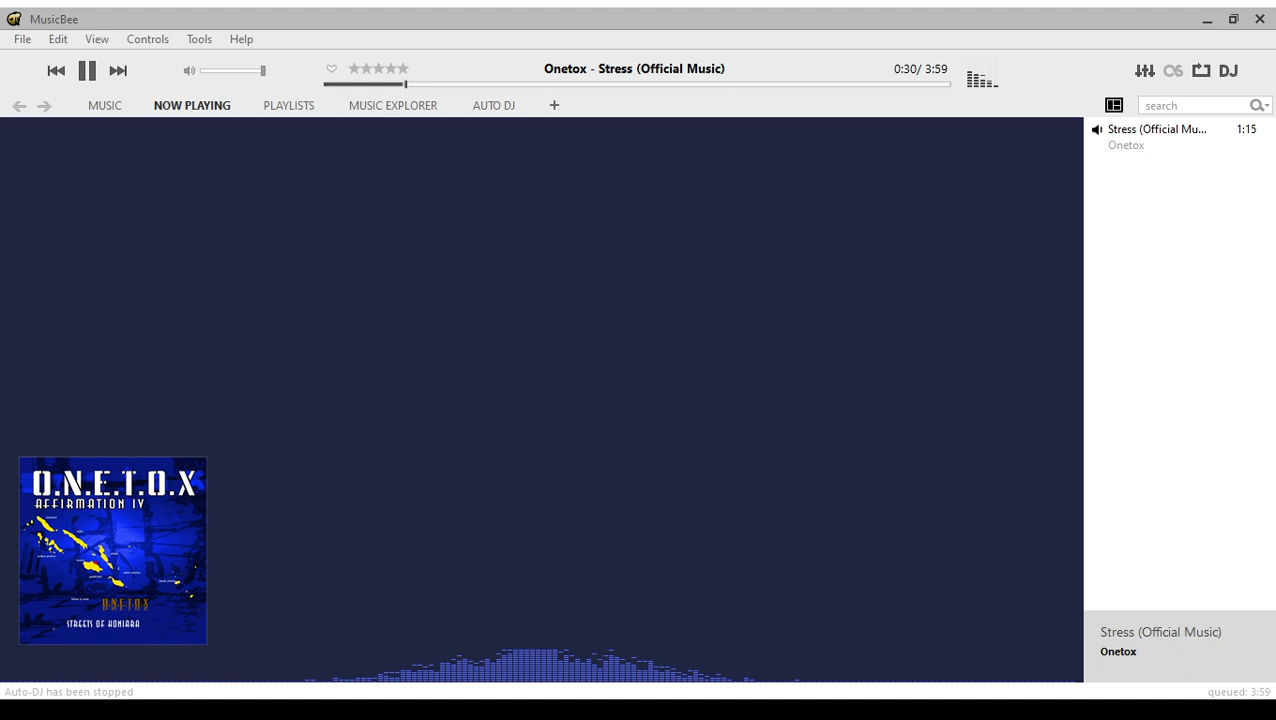 MusicBee
File Edit View Controls Tools Help
Onetox - Stress (Official Music) 0:30/ 3:59
DJ
MUSIC NOW PLAYING PLAYLISTS MUSIC EXPLORER AUTO DJ +
search
Stress (Official Mu... 1:15
Onetox
O.N.E.T.O.X
AFFIRMATION IV
ONETOX
STREETS OF HONIARA
Stress (Official Music)
Onetox
Auto-DJ has been stopped
queued: 3:59